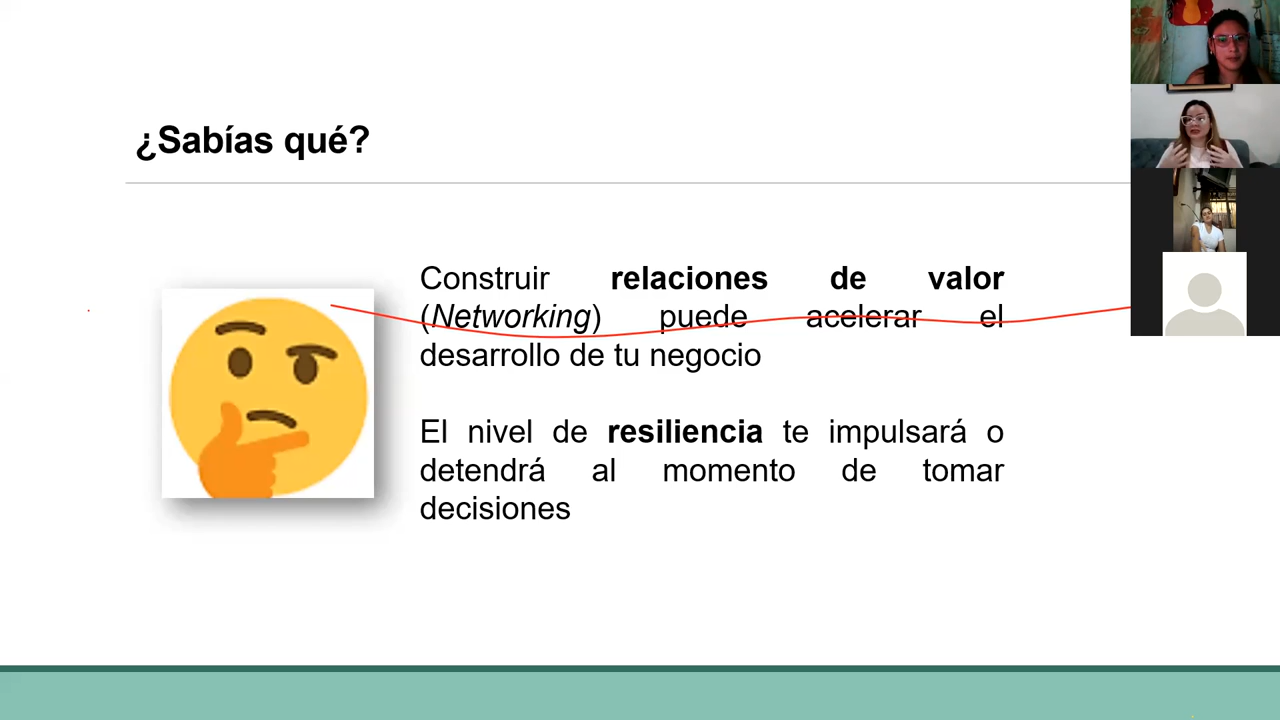 ¿Sabías qué?
Construir relaciones de valor
(Networking) puede acelerar el
desarrollo de tu negocio
El nivel de resiliencia te impulsará o
detendrá al momento de tomar
decisiones